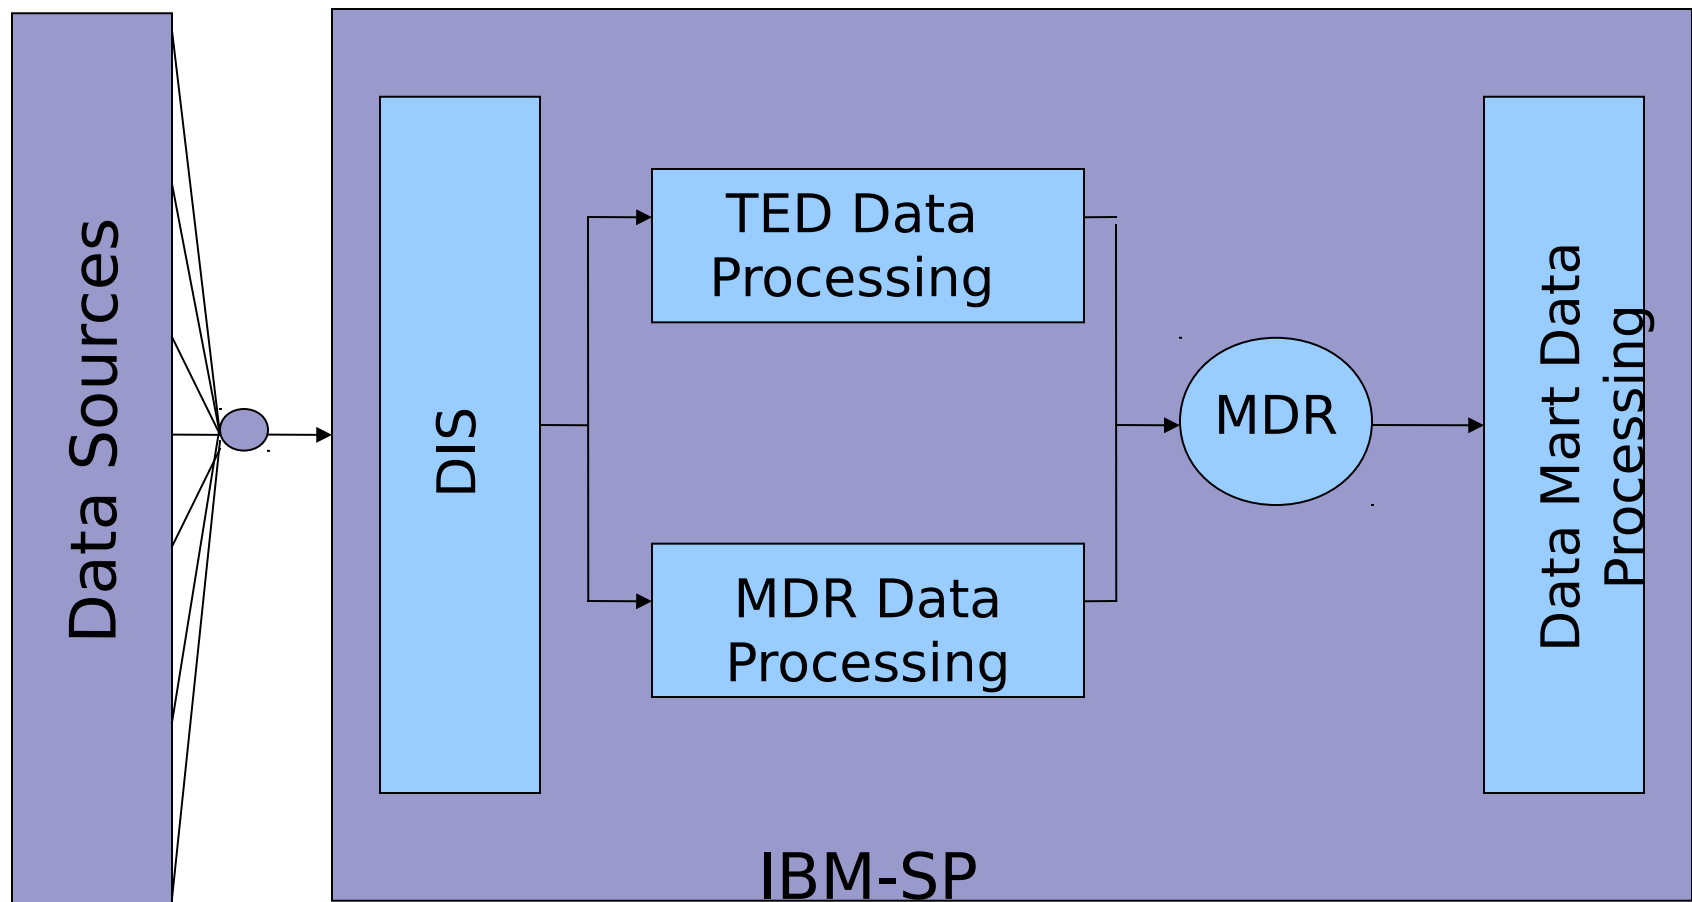 Data Sources
DIS
TED Data
Processing
MDR Data
Processing
MDR
Data Mart Data
Processing
IBM-SP